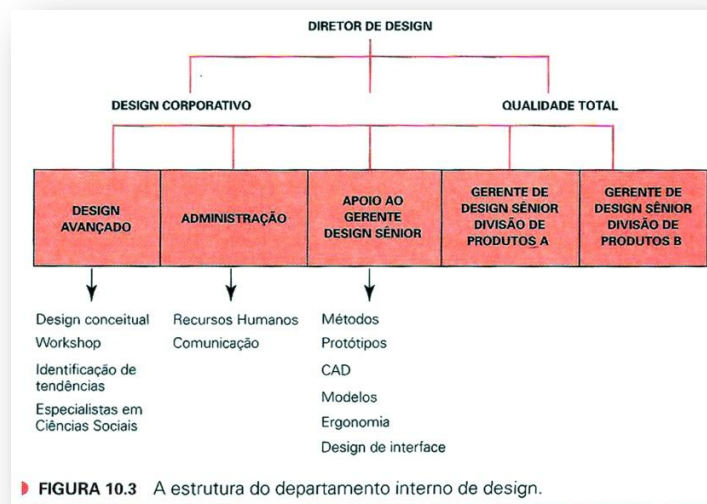 DIRETOR DE DESIGN
DESIGN CORPORATIVO
QUALIDADE TOTAL
DESIGN
AVANÇADO
ADMINISTRAÇÃO
APOIO AO
GERENTE
DESIGN SÊNIOR
GERENTE DE
DESIGN SÊNIOR
DIVISÃO DE
PRODUTOS A
GERENTE DE
DESIGN SÊNIOR
DIVISÃO DE
PRODUTOS B
Design conceitual
Workshop
Identificação de
tendências
Especialistas em
Ciências Sociais
Recursos Humanos
Comunicação
Métodos
Protótipos
CAD
Modelos
Ergonomia
Design de interface
FIGURA 10.3 A estrutura do departamento interno de design.